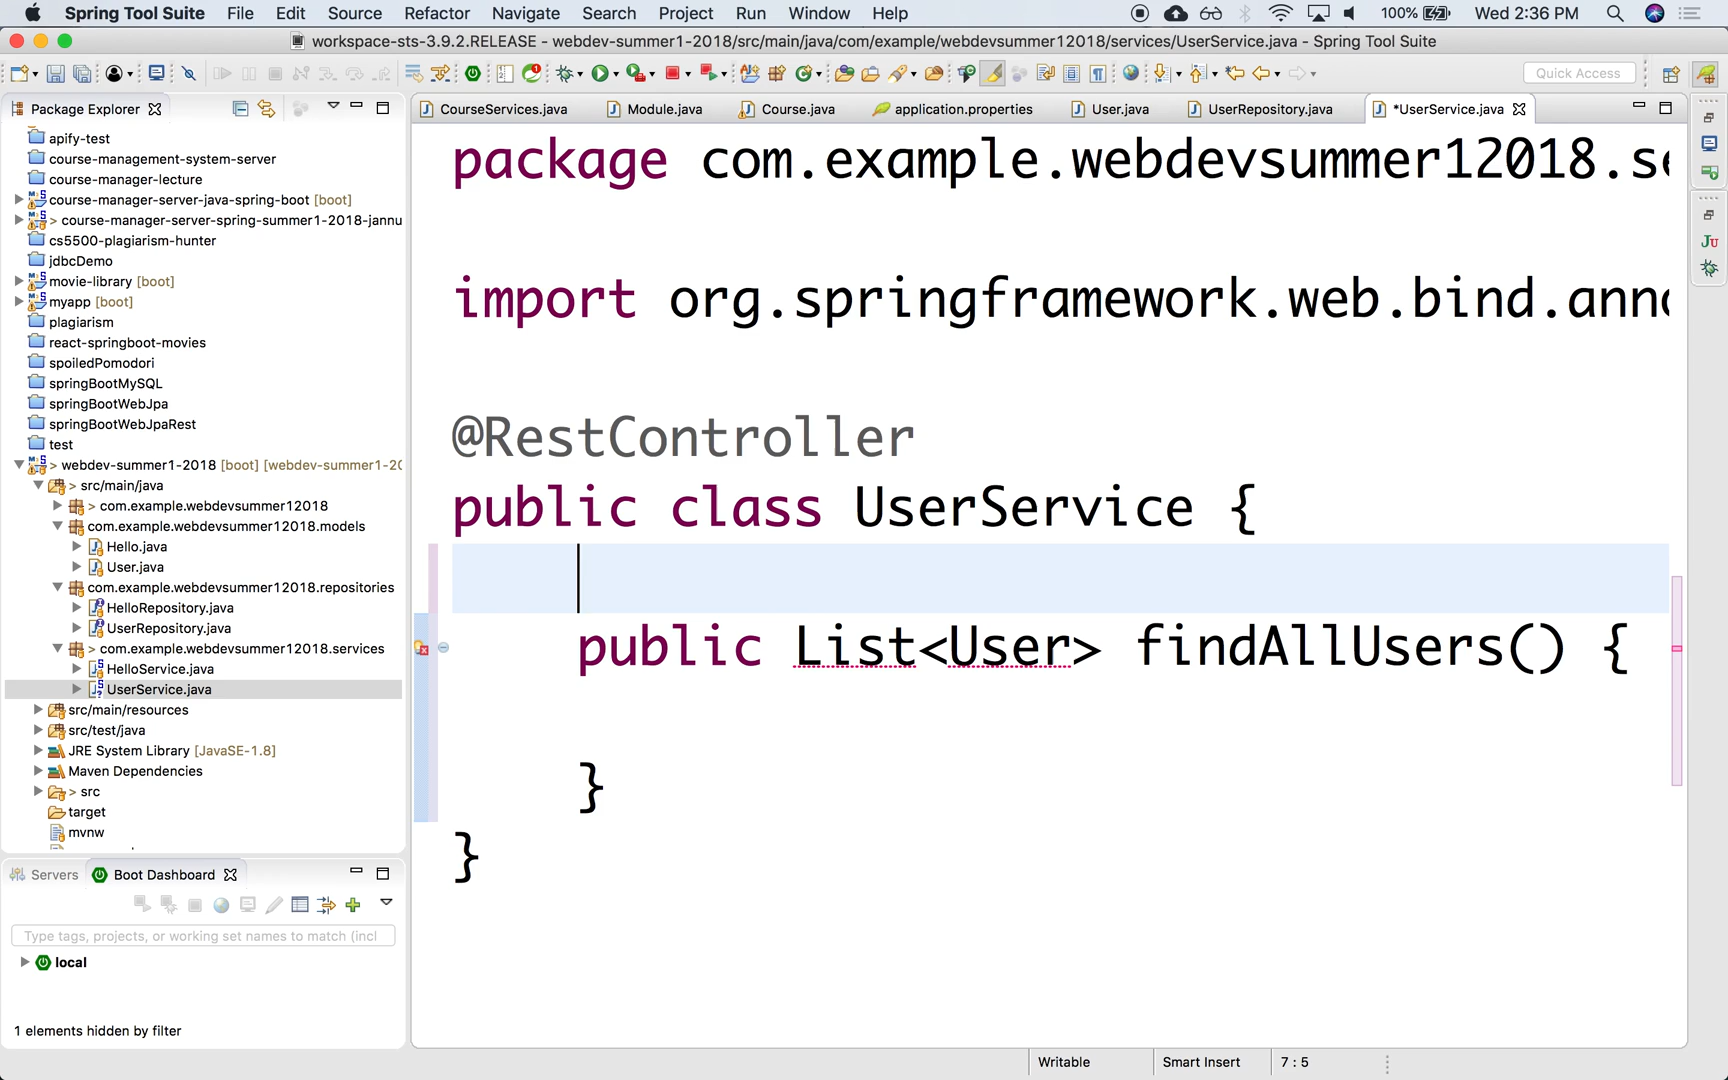 Spring Tool Suite File Edit Source Refactor Navigate Search Project Run Window Help 100% Wed 2:36 PM
workspace-sts-3.9.2.RELEASE - webdev-summer1-2018/src/main/java/com/example/webdevsummer12018/services/UserService.java - Spring Tool Suite
Quick Access
Package Explorer
CourseServices.java Module.java Course.java application.properties User.java UserRepository.java *UserService.java
apify-test
course-management-system-server
course-manager-lecture
course-manager-server-java-spring-boot [boot]
> course-manager-server-spring-summer1-2018-jannu
cs5500-plagiarism-hunter
jdbcDemo
movie-library [boot]
myapp [boot]
plagiarism
react-springboot-movies
spoiledPomodori
springBootMySQL
springBootWebJpa
springBootWebJpaRest
test
> webdev-summer1-2018 [boot] [webdev-summer1-20
> src/main/java
> com.example.webdevsummer12018
com.example.webdevsummer12018.models
Hello.java
User.java
com.example.webdevsummer12018.repositories
HelloRepository.java
UserRepository.java
> com.example.webdevsummer12018.services
HelloService.java
UserService.java
src/main/resources
src/test/java
JRE System Library [JavaSE-1.8]
Maven Dependencies
> src
target
mvnw
package com.example.webdevsummer12018.se
import org.springframework.web.bind.anno
@RestController
public class UserService {
public List<User> findAllUsers() {
}
}
JU
Servers Boot Dashboard
Type tags, projects, or working set names to match (incl
local
1 elements hidden by filter
Writable Smart Insert 7 : 5